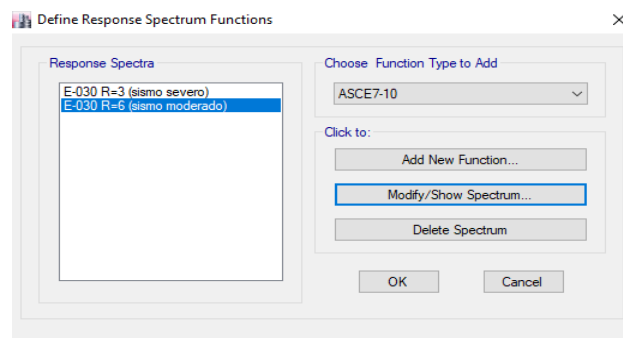 Define Response Spectrum Functions
Response Spectra
E-030 R=3 (sismo severo)
E-030 R=6 (sismo moderado)
Choose Function Type to Add
ASCE7-10
Click to:
Add New Function...
Modify/Show Spectrum...
Delete Spectrum
OK
Cancel